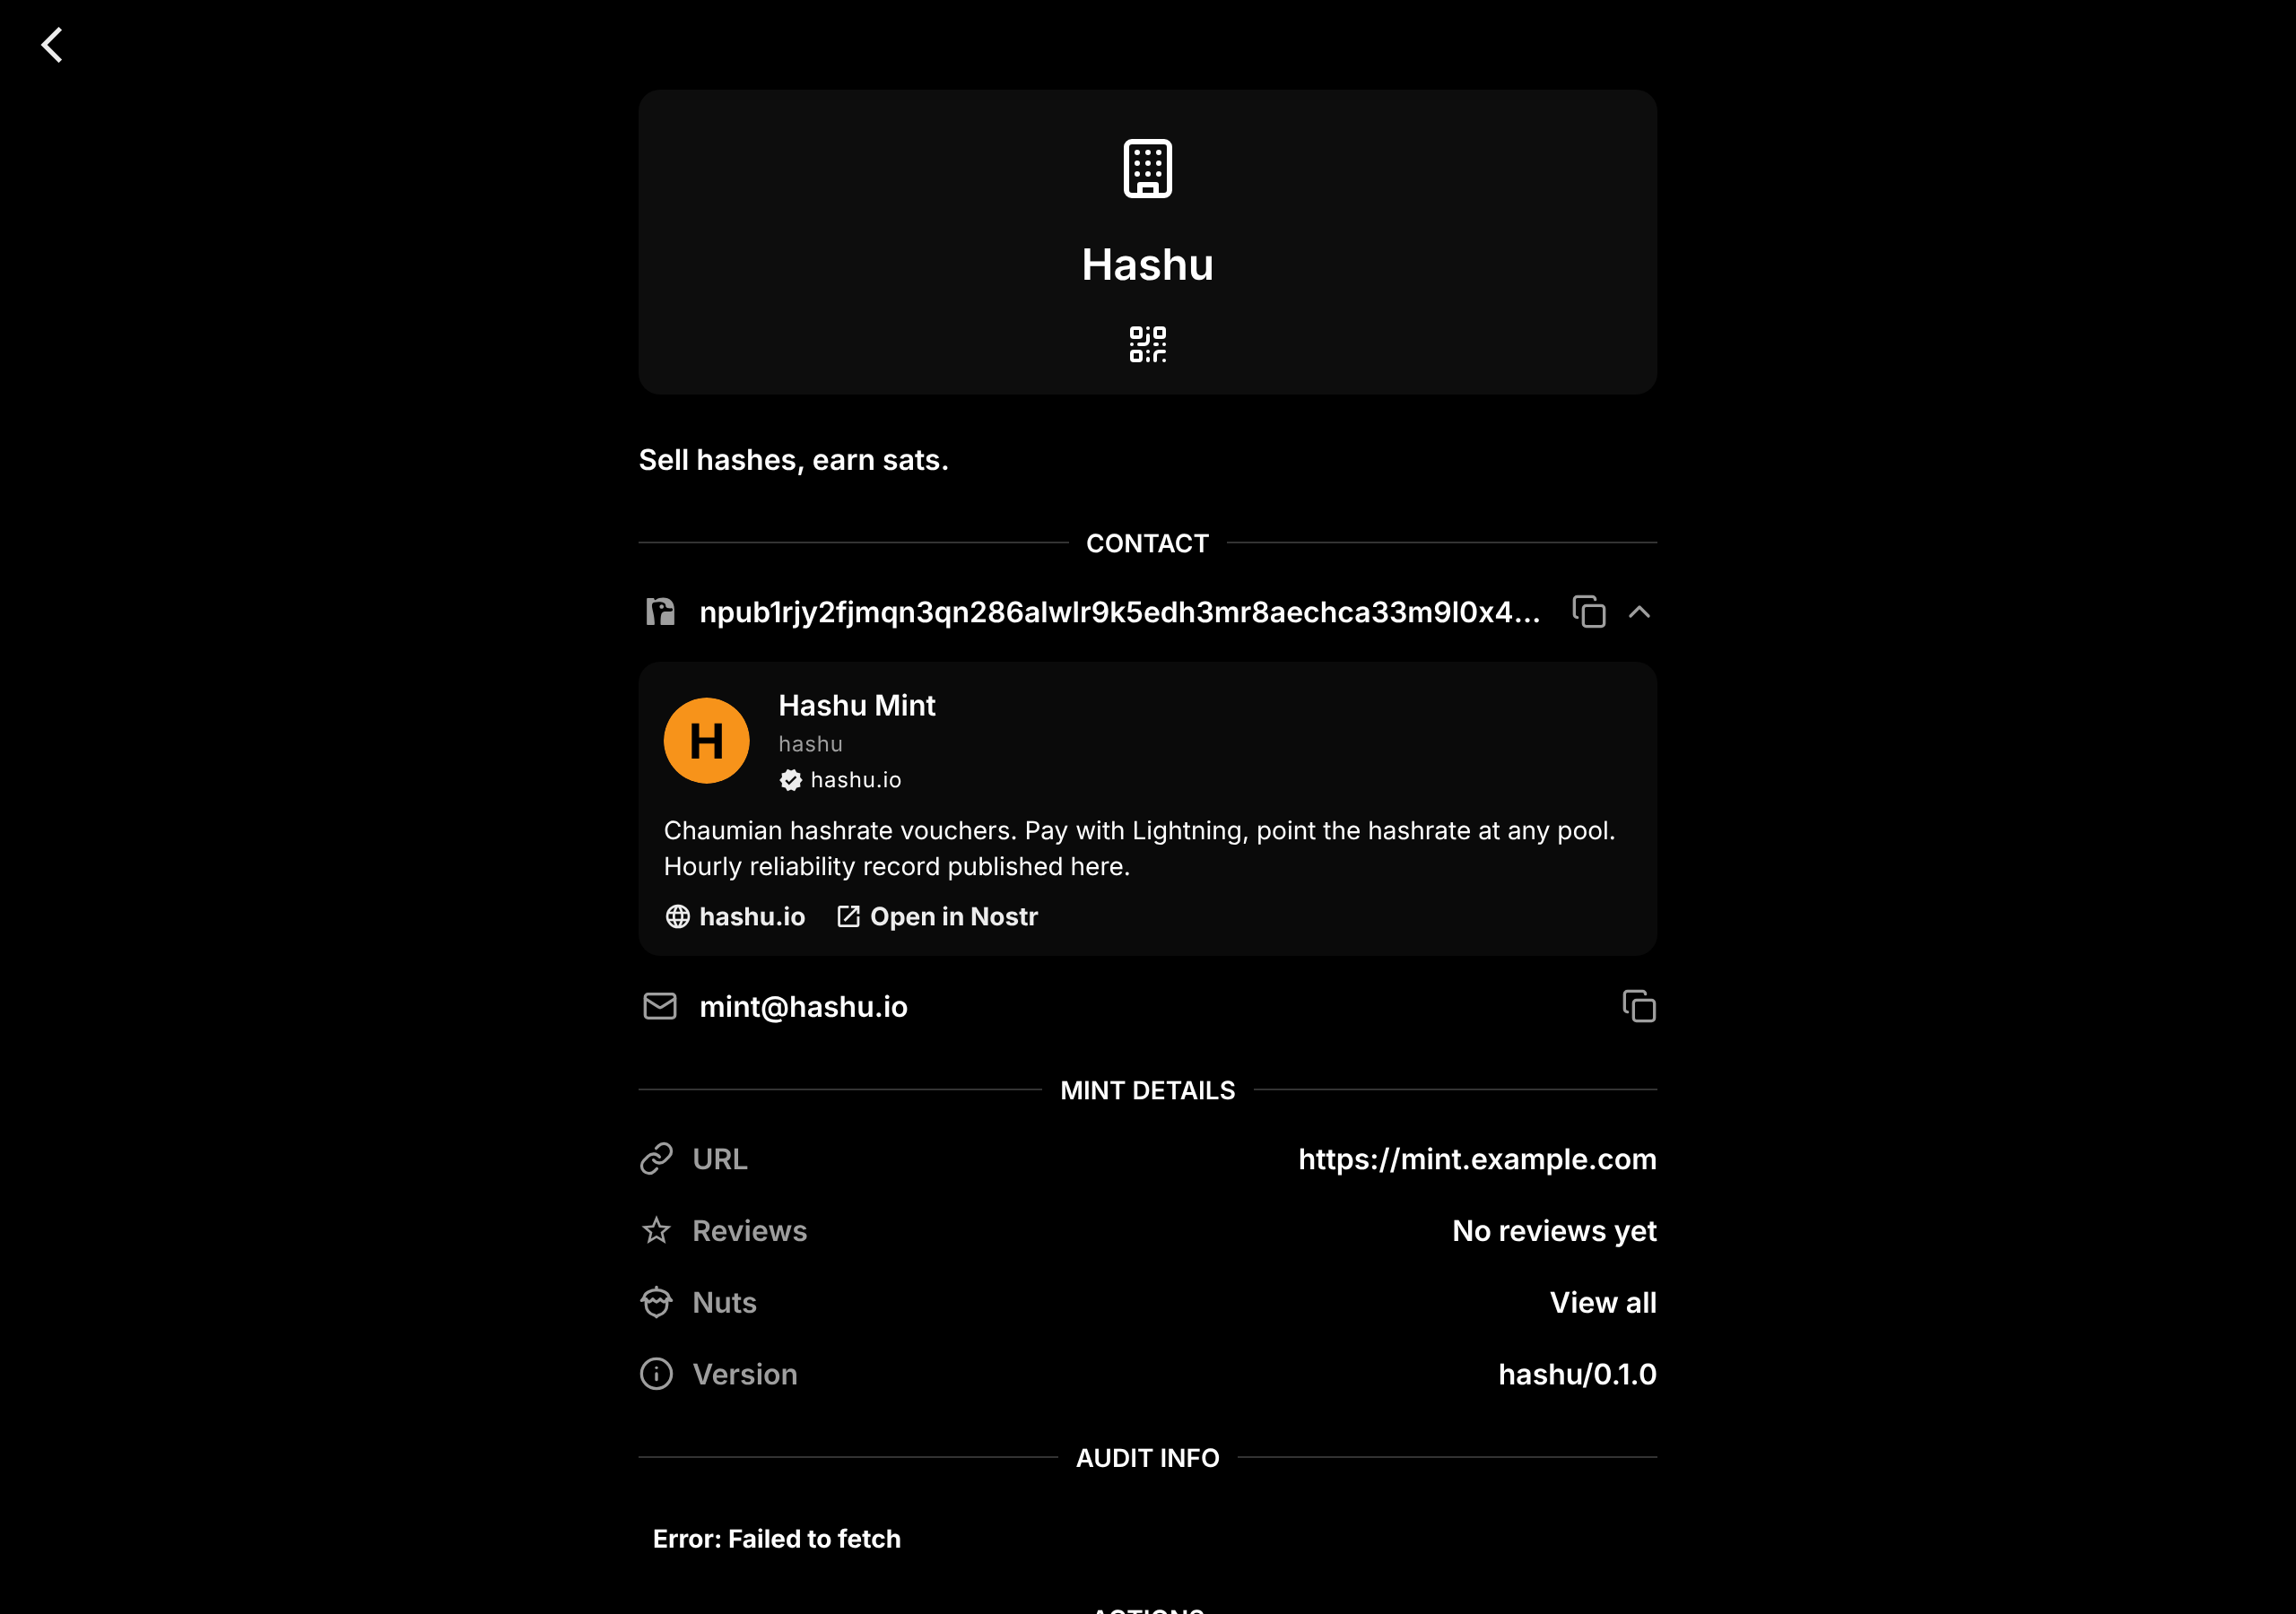 Hashu
Sell hashes, earn sats.
CONTACT
npub1rjy2fjmqn3qn286alwlr9k5edh3mr8aechca33m9l0x4...
H
Hashu Mint
hashu
hashu.io
Chaumian hashrate vouchers. Pay with Lightning, point the hashrate at any pool.
Hourly reliability record published here.
hashu.io Open in Nostr
mint@hashu.io
MINT DETAILS
URL https://mint.example.com
Reviews No reviews yet
Nuts View all
Version hashu/0.1.0
AUDIT INFO
Error: Failed to fetch
ACTIONS